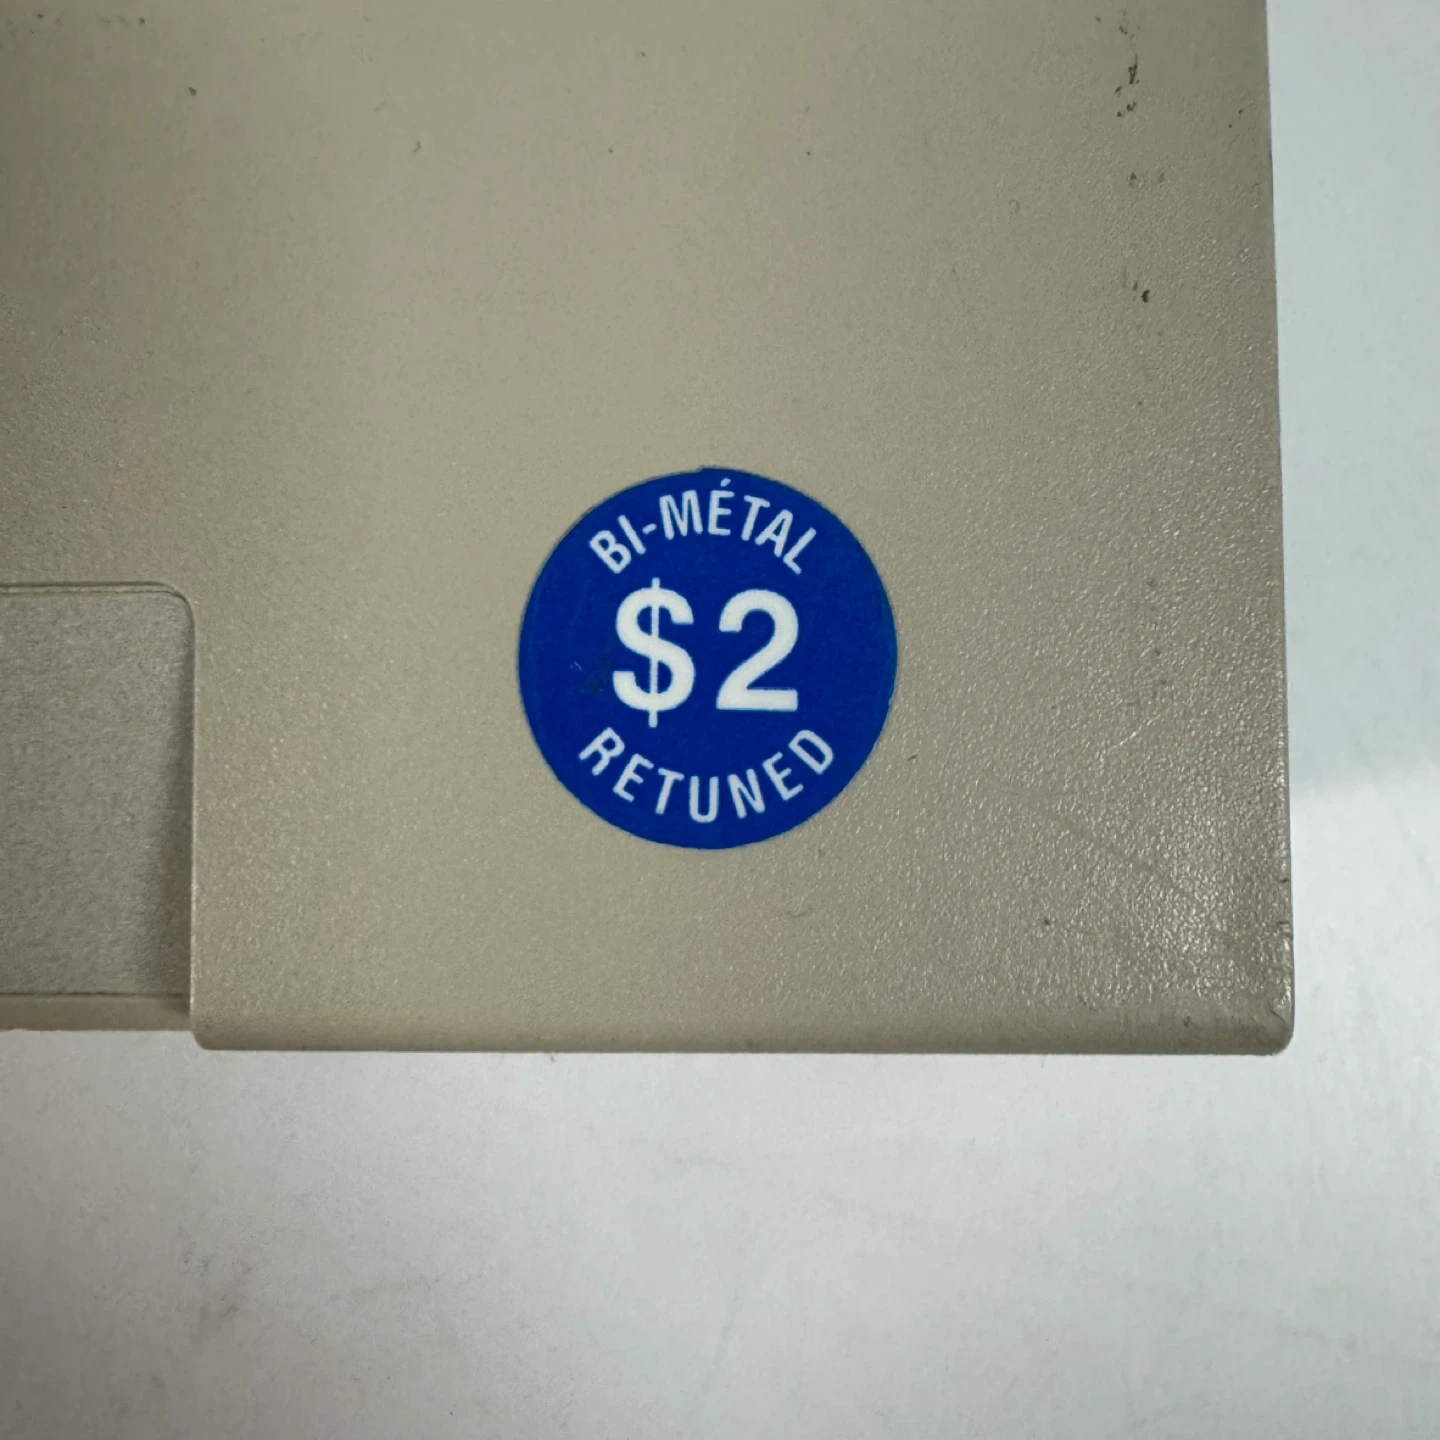 BI-MÉTAL
$2
RETUNED